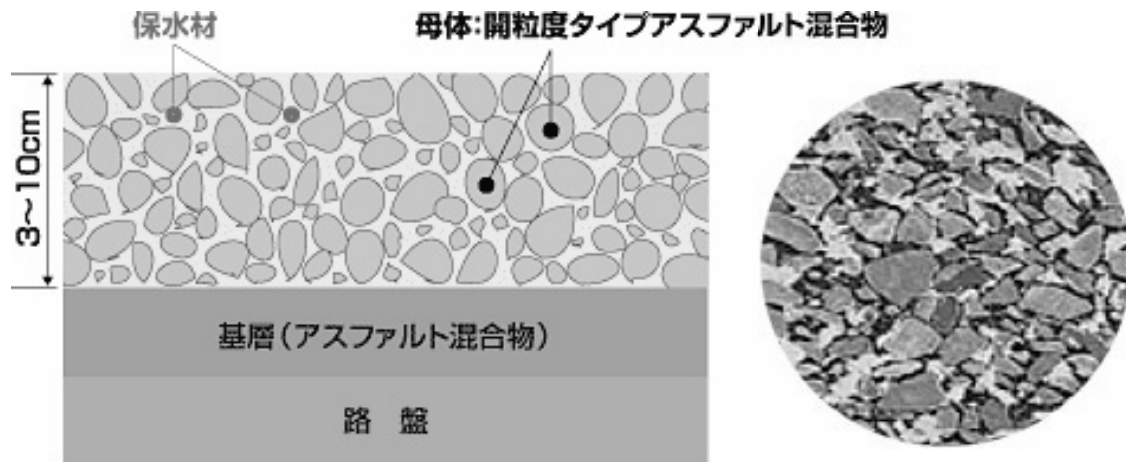 保水材
母体:開粒度タイプアスファルト混合物
3〜10cm
基層(アスファルト混合物)
路 盤